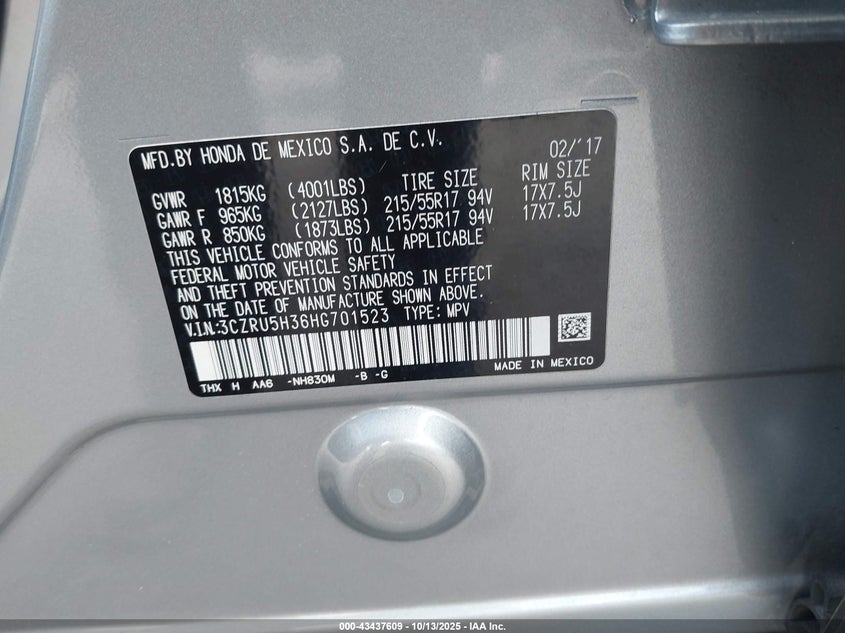 MFD.BY HONDA DE MEXICO S.A. DE C.V. 02/'17
TIRE SIZE RIM SIZE
GVWR 1815KG (4001LBS)
GAWR F 965KG (2127LBS) 215/55R17 94V 17X7.5J
GAWR R 850KG (1873LBS) 215/55R17 94V 17X7.5J
THIS VEHICLE CONFORMS TO ALL APPLICABLE
FEDERAL MOTOR VEHICLE SAFETY
AND THEFT PREVENTION STANDARDS IN EFFECT
ON THE DATE OF MANUFACTURE SHOWN ABOVE.
V.I.N.:3CZRU5H36HG701523 TYPE: MPV
THX H AA6 -NH830M -B -G MADE IN MEXICO
000-43437609 - 10/13/2025 - IAA Inc.